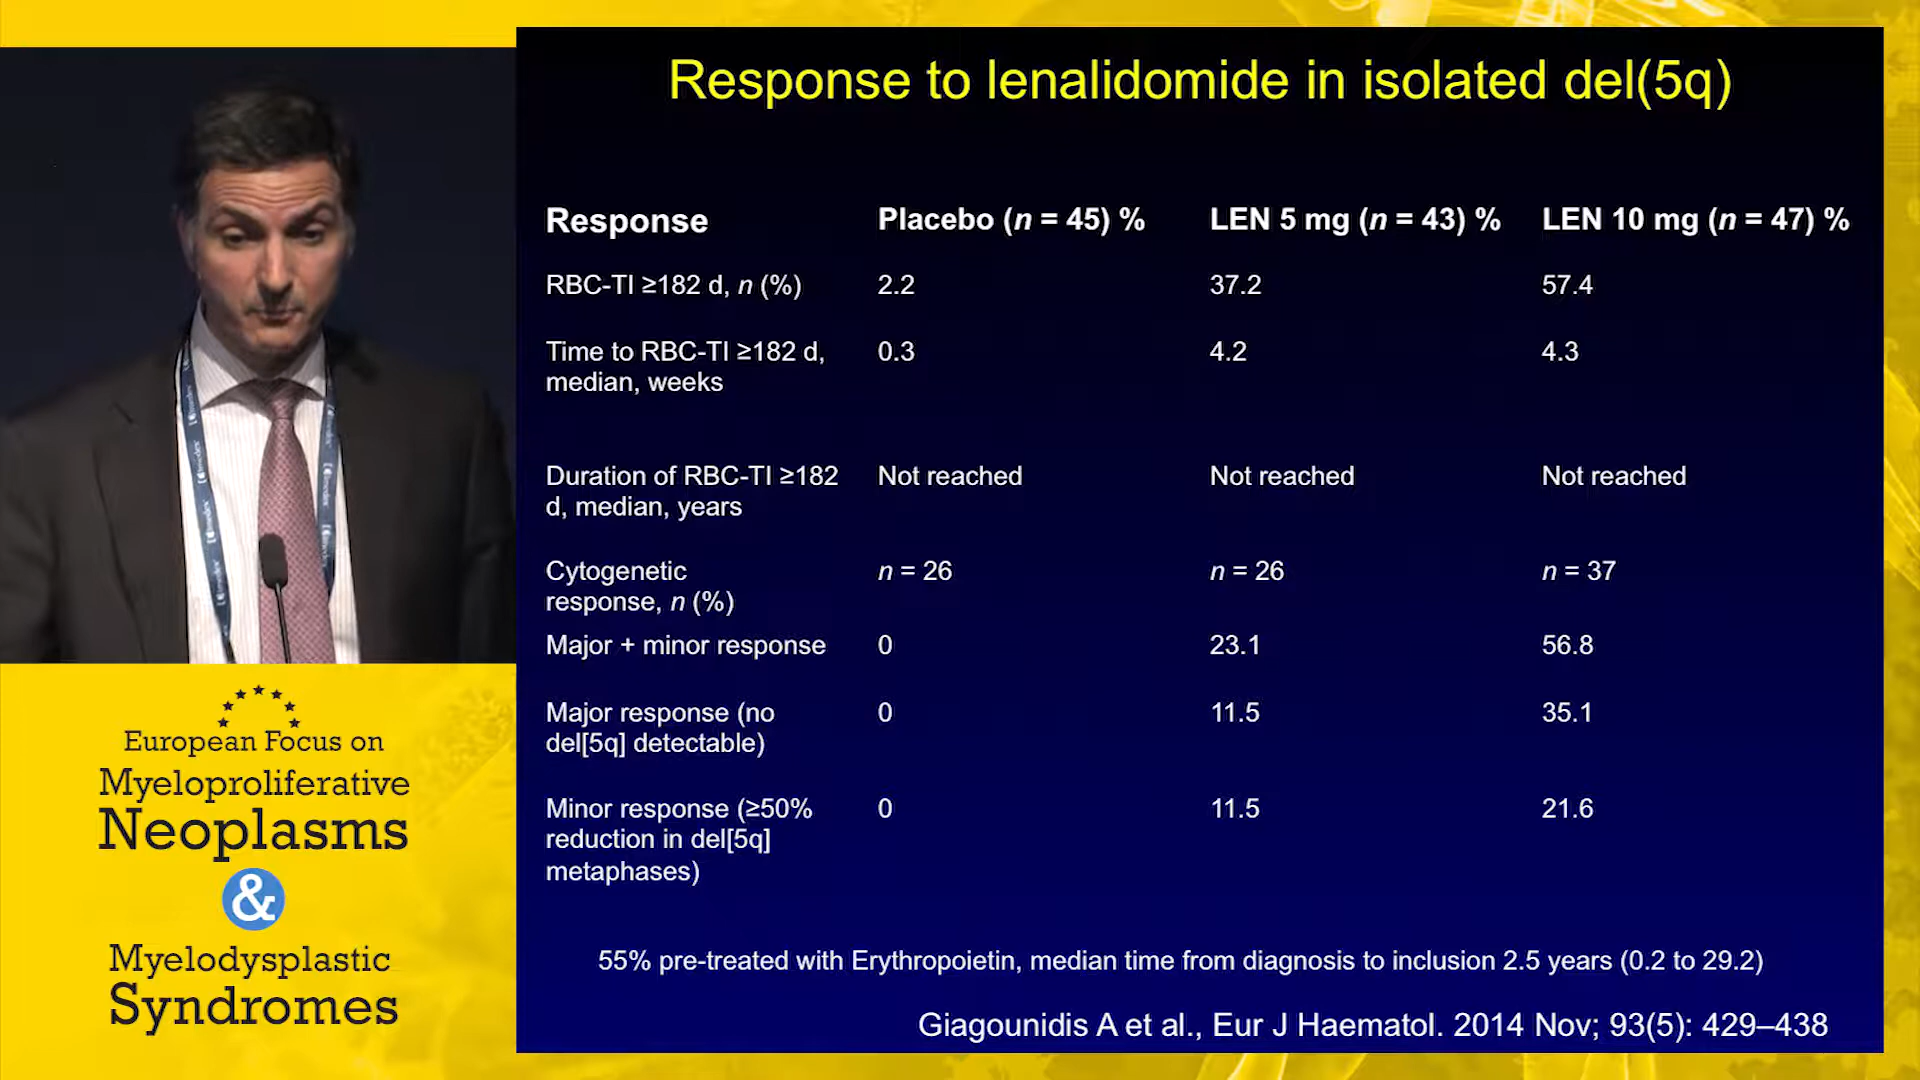 Response to lenalidomide in isolated del(5q)
Response Placebo (n = 45) % LEN 5 mg (n = 43) % LEN 10 mg (n = 47) %
RBC-TI ≥182 d, n (%) 2.2 37.2 57.4
Time to RBC-TI ≥182 d, 0.3 4.2 4.3
median, weeks
Duration of RBC-TI ≥182 Not reached Not reached Not reached
d, median, years
Cytogenetic n = 26 n = 26 n = 37
response, n (%)
Major + minor response 0 23.1 56.8
Major response (no 0 11.5 35.1
del[5q] detectable)
Minor response (≥50% 0 11.5 21.6
reduction in del[5q]
metaphases)
55% pre-treated with Erythropoietin, median time from diagnosis to inclusion 2.5 years (0.2 to 29.2)
Giagounidis A et al., Eur J Haematol. 2014 Nov; 93(5): 429–438
European Focus on
Myeloproliferative
Neoplasms
&
Myelodysplastic
Syndromes